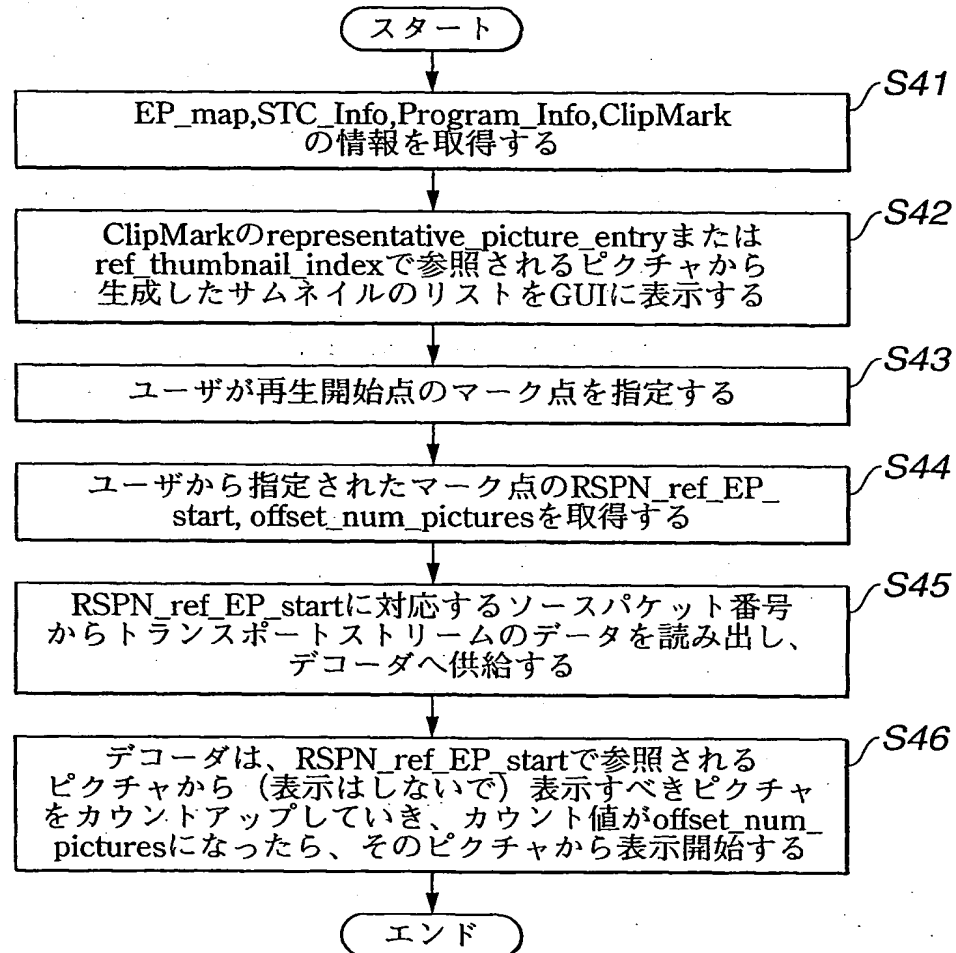 スタート
S41
EP_map,STC_Info,Program_Info,ClipMark
の情報を取得する
S42
ClipMarkのrepresentative_picture_entryまたは
ref_thumbnail_indexで参照されるピクチャから
生成したサムネイルのリストをGUIに表示する
S43
ユーザが再生開始点のマーク点を指定する
S44
ユーザから指定されたマーク点のRSPN_ref_EP_
start, offset_num_picturesを取得する
S45
RSPN_ref_EP_startに対応するソースパケット番号
からトランスポートストリームのデータを読み出し、
デコーダへ供給する
S46
デコーダは、RSPN_ref_EP_startで参照される
ピクチャから（表示はしないで）表示すべきピクチャ
をカウントアップしていき、カウント値がoffset_num_
picturesになったら、そのピクチャから表示開始する
エンド